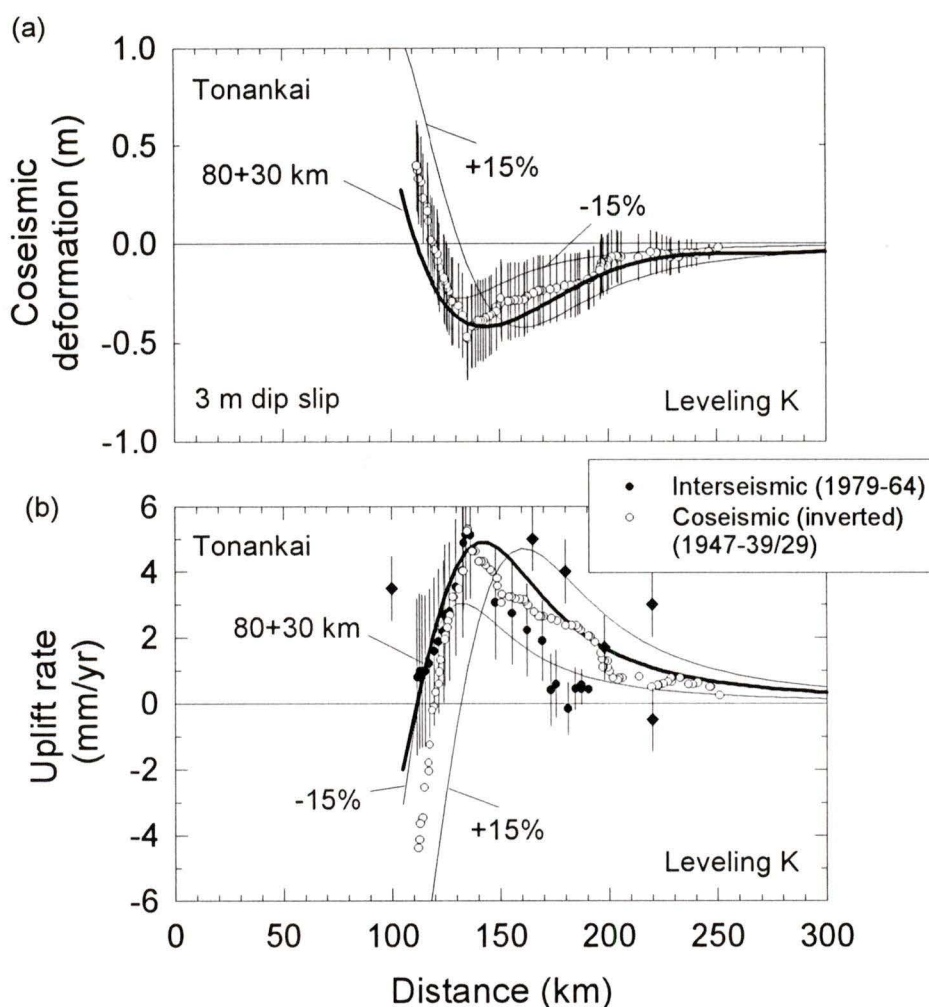 (a)
1.0
0.5
0.0
-0.5
-1.0
Coseismic
deformation (m)
Tonankai
80+30 km
+15%
-15%
3 m dip slip
Leveling K
Interseismic (1979-64)
Coseismic (inverted)
(1947-39/29)
(b)
6
4
2
0
-2
-4
-6
Uplift rate
(mm/yr)
Tonankai
80+30 km
-15%
+15%
Leveling K
0 50 100 150 200 250 300
Distance (km)